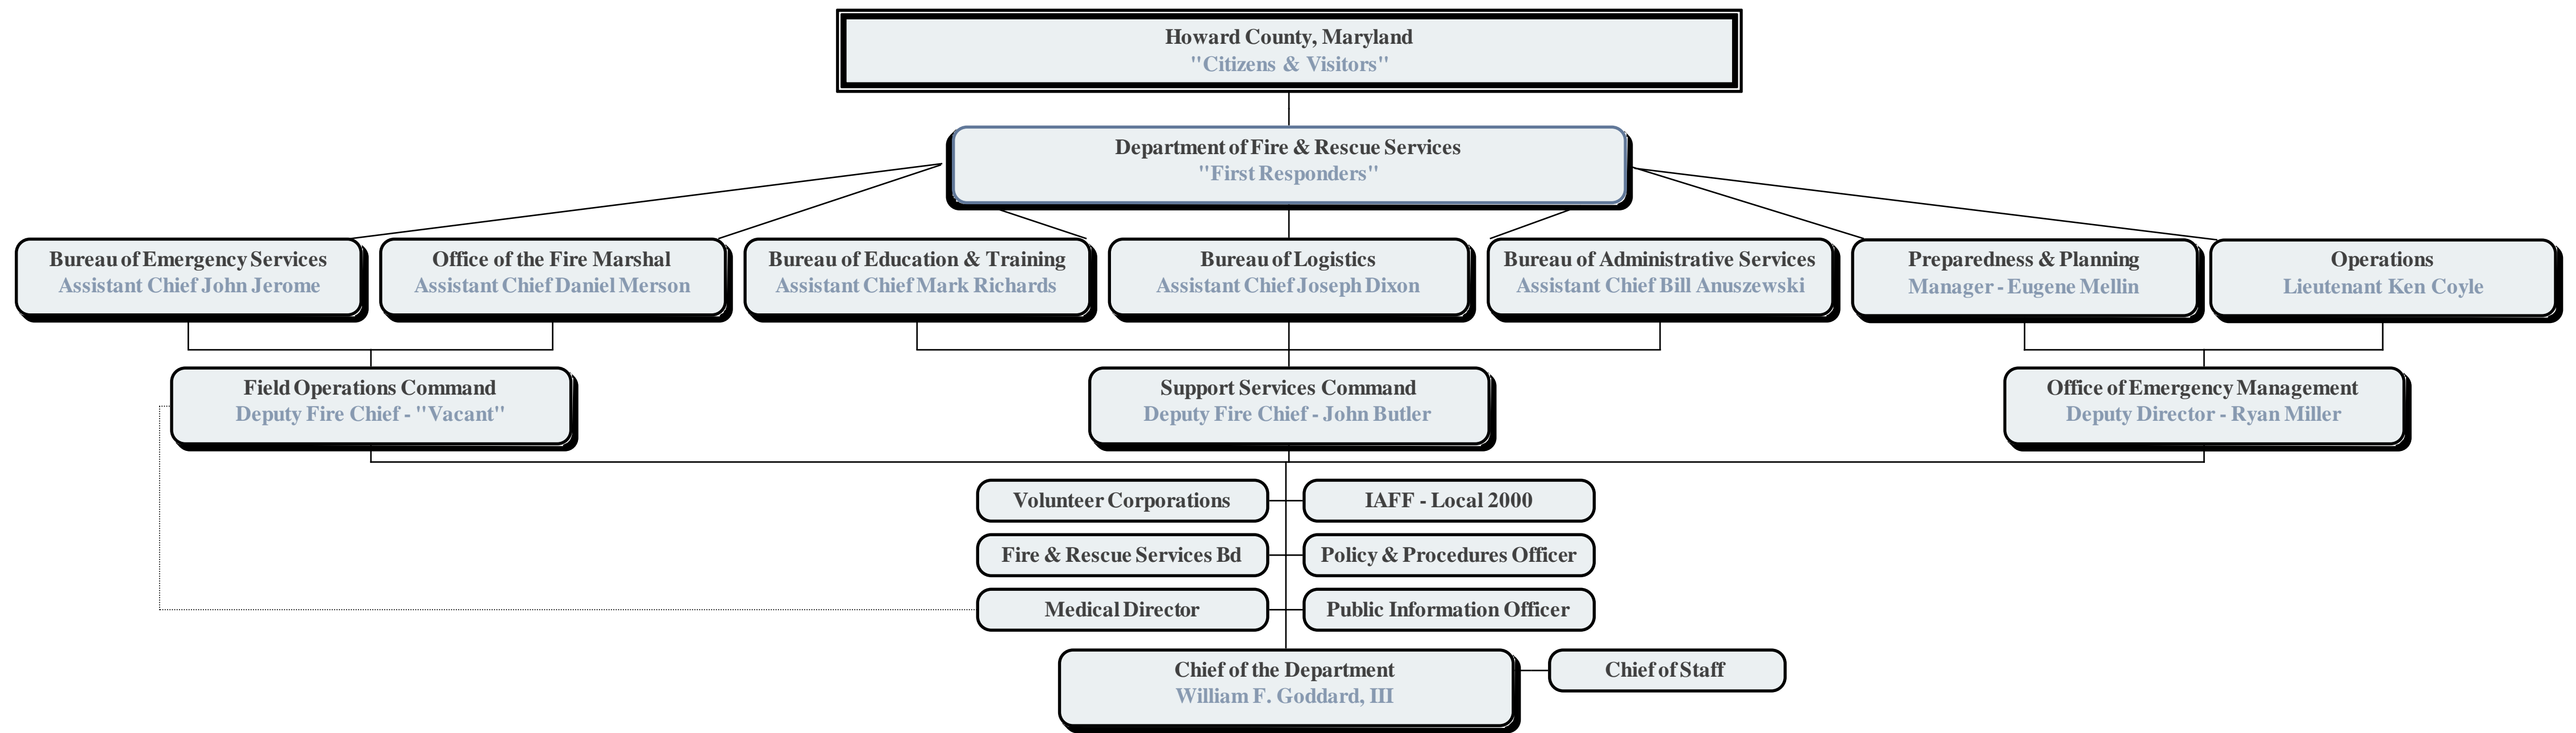 Howard County, Maryland
"Citizens & Visitors"
Department of Fire & Rescue Services
"First Responders"
Bureau of Emergency Services
Assistant Chief John Jerome
Office of the Fire Marshal
Assistant Chief Daniel Merson
Bureau of Education & Training
Assistant Chief Mark Richards
Bureau of Logistics
Assistant Chief Joseph Dixon
Bureau of Administrative Services
Assistant Chief Bill Anuszewski
Preparedness & Planning
Manager - Eugene Mellin
Operations
Lieutenant Ken Coyle
Field Operations Command
Deputy Fire Chief - "Vacant"
Support Services Command
Deputy Fire Chief - John Butler
Office of Emergency Management
Deputy Director - Ryan Miller
Volunteer Corporations
IAFF - Local 2000
Fire & Rescue Services Bd
Policy & Procedures Officer
Medical Director
Public Information Officer
Chief of the Department
William F. Goddard, III
Chief of Staff